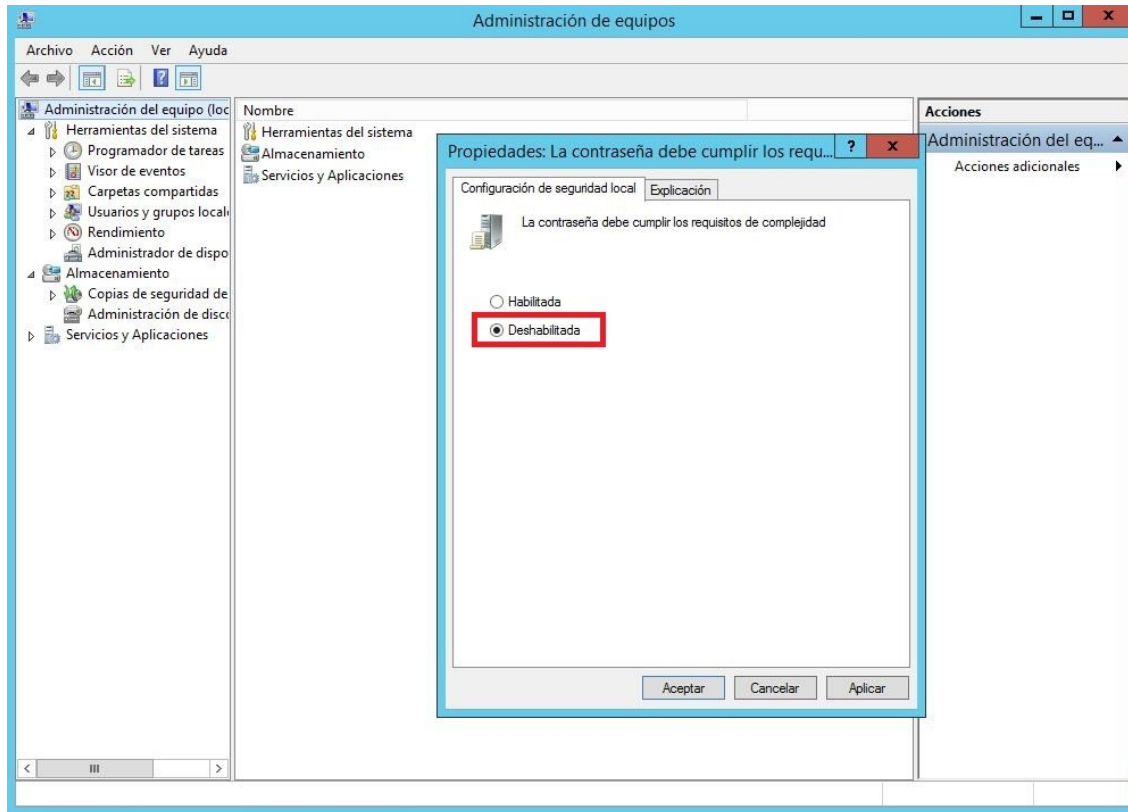 Administración de equipos
Archivo Acción Ver Ayuda
Administración del equipo (loc
Herramientas del sistema
Programador de tareas
Visor de eventos
Carpetas compartidas
Usuarios y grupos local
Rendimiento
Administrador de dispo
Almacenamiento
Copias de seguridad de
Administración de disco
Servicios y Aplicaciones
Nombre
Herramientas del sistema
Almacenamiento
Servicios y Aplicaciones
Propiedades: La contraseña debe cumplir los requ...
Configuración de seguridad local Explicación
La contraseña debe cumplir los requisitos de complejidad
Habilitada
Deshabilitada
Aceptar Cancelar Aplicar
Acciones
Administración del eq...
Acciones adicionales